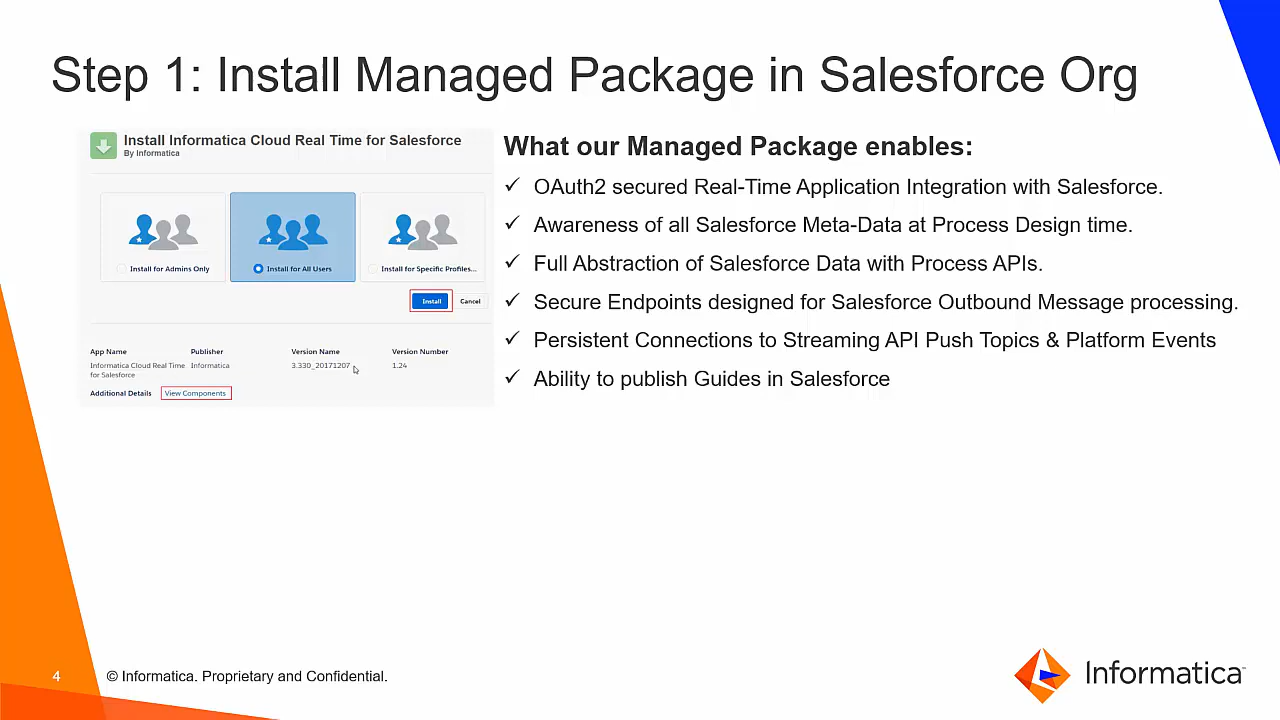 Step 1: Install Managed Package in Salesforce Org
Install Informatica Cloud Real Time for Salesforce
By Informatica
Install for Admins Only
Install for All Users
Install for Specific Profiles...
Install
Cancel
App Name Publisher Version Name Version Number
Informatica Cloud Real Time Informatica 3.330_20171207 1.24
for Salesforce
Additional Details View Components
What our Managed Package enables:
✓ OAuth2 secured Real-Time Application Integration with Salesforce.
✓ Awareness of all Salesforce Meta-Data at Process Design time.
✓ Full Abstraction of Salesforce Data with Process APIs.
✓ Secure Endpoints designed for Salesforce Outbound Message processing.
✓ Persistent Connections to Streaming API Push Topics & Platform Events
✓ Ability to publish Guides in Salesforce
4
© Informatica. Proprietary and Confidential.
Informatica™